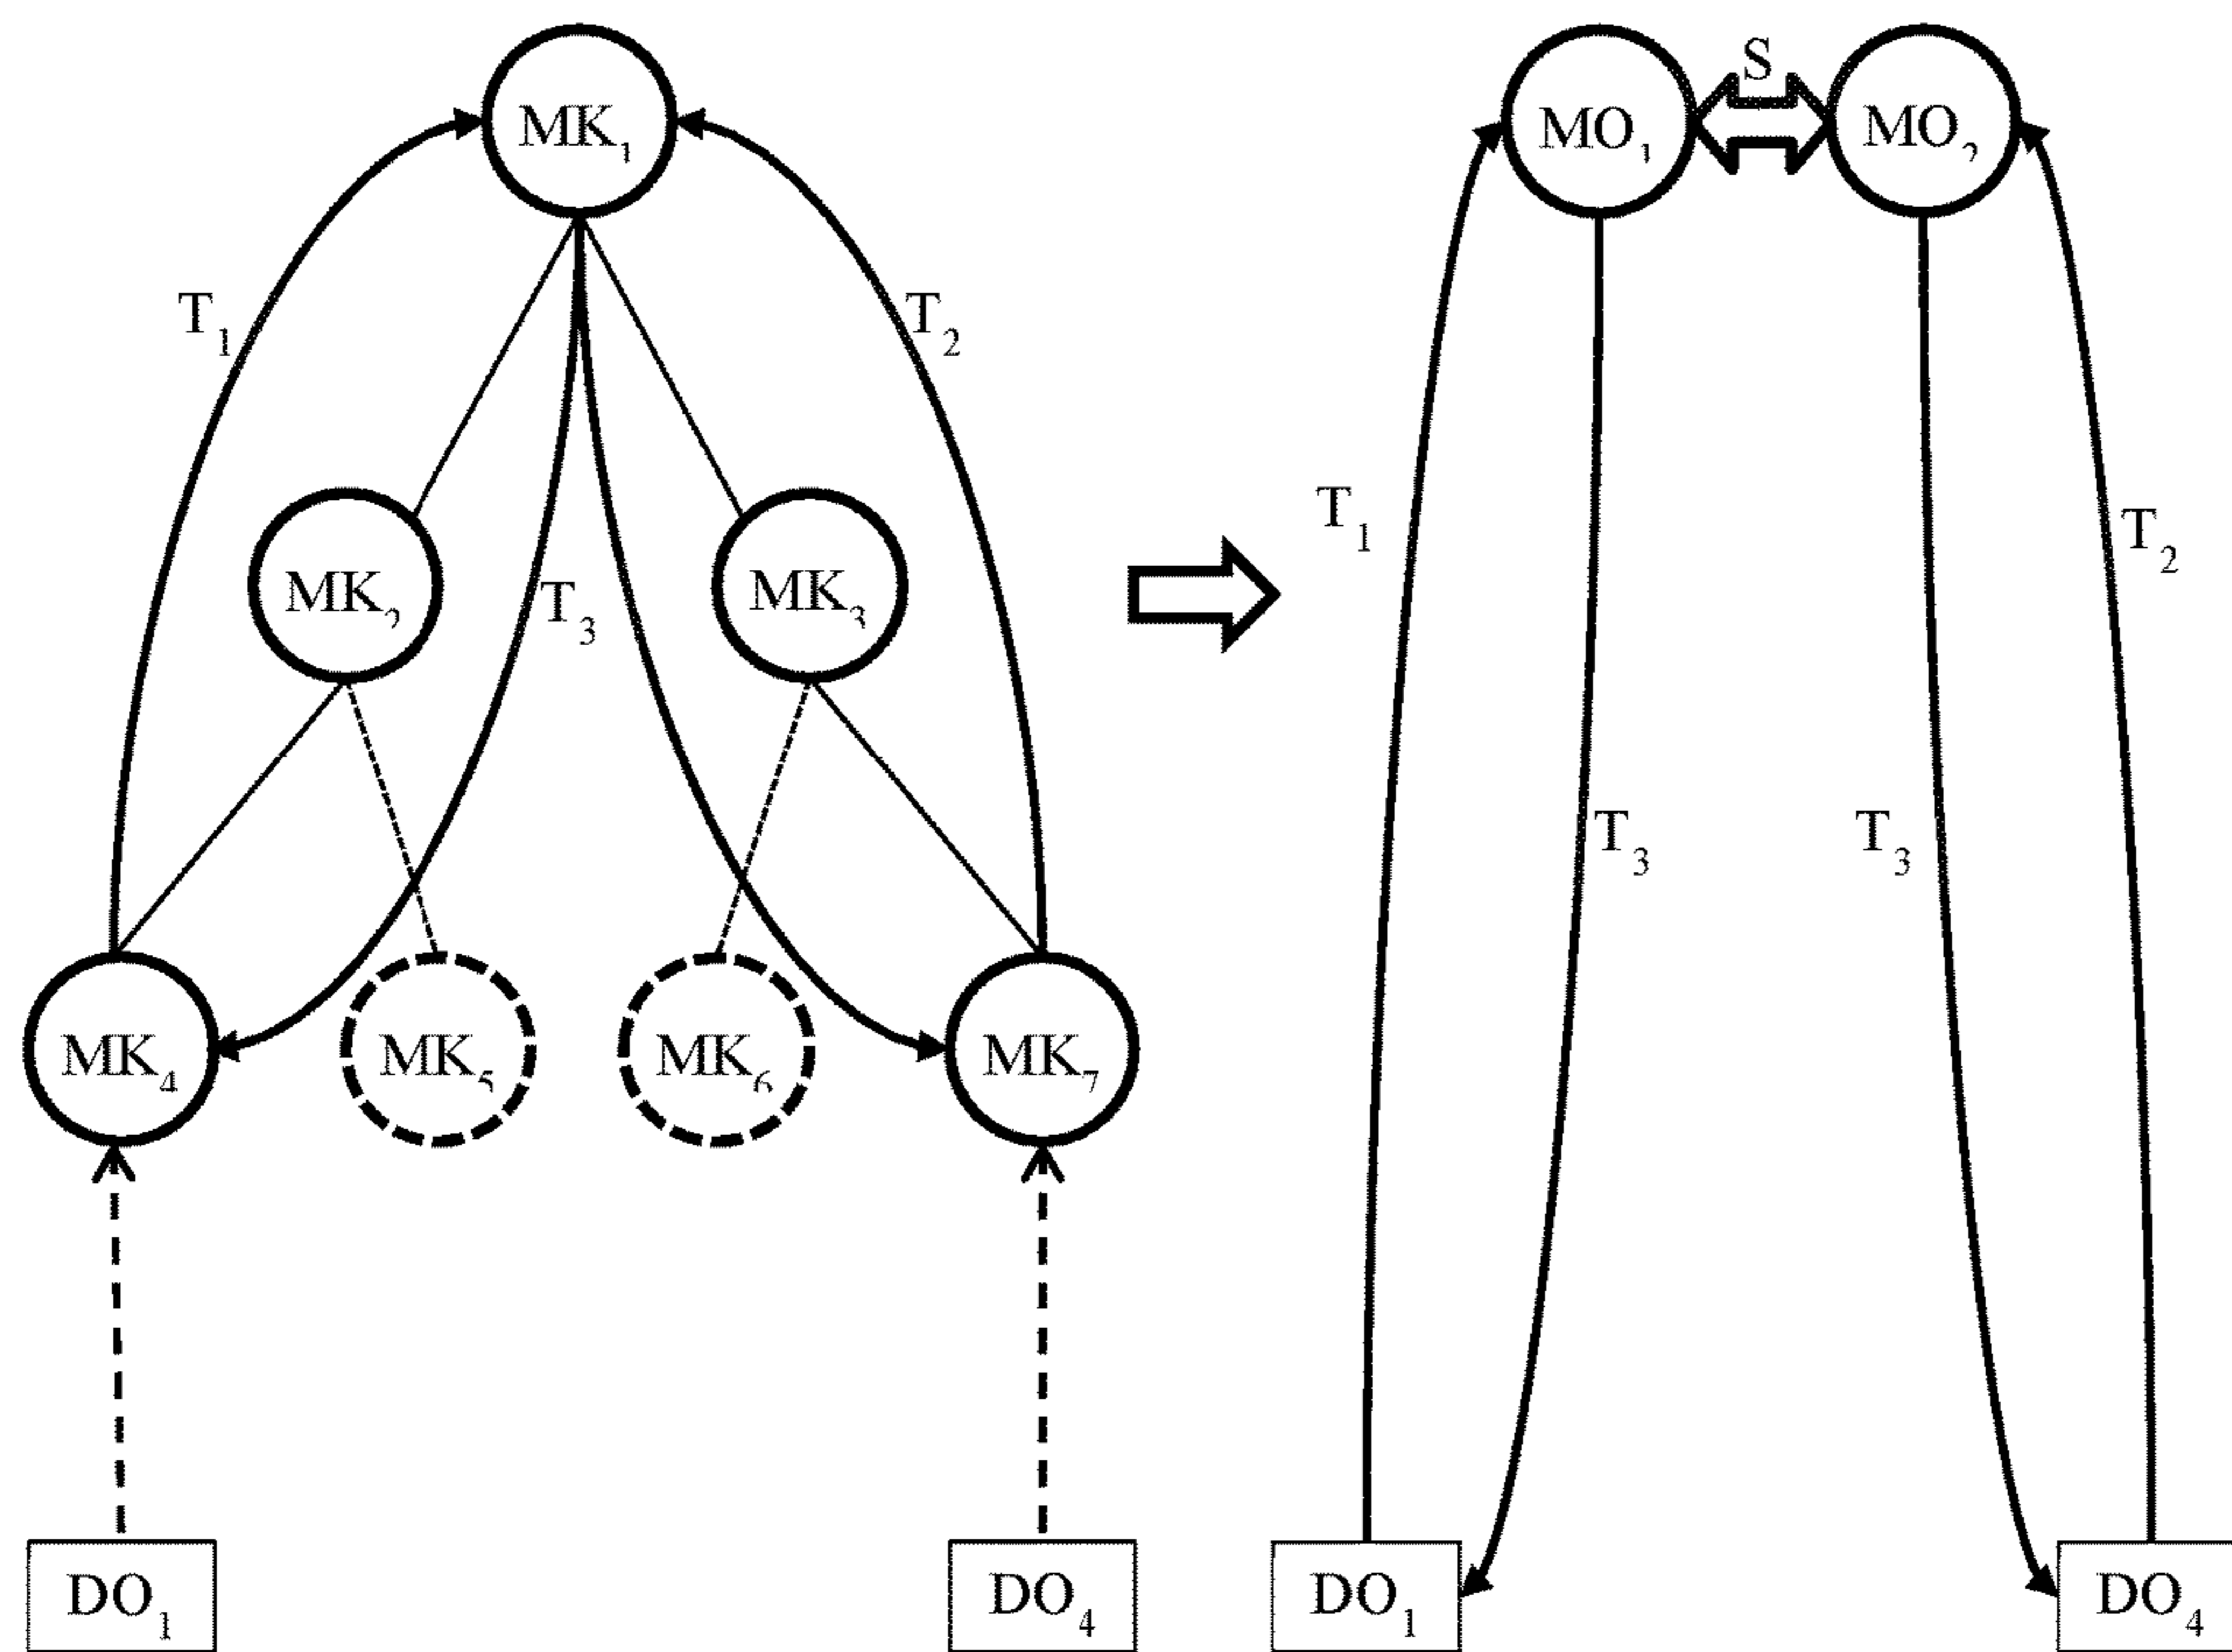 S
MK₁
MO₁
MO₂
T₁
T₂
T₁
T₂
MK₂
T₃
MK₃
T₃
T₃
MK₄
MK₅
MK₆
MK₇
DO₁
DO₄
DO₁
DO₄